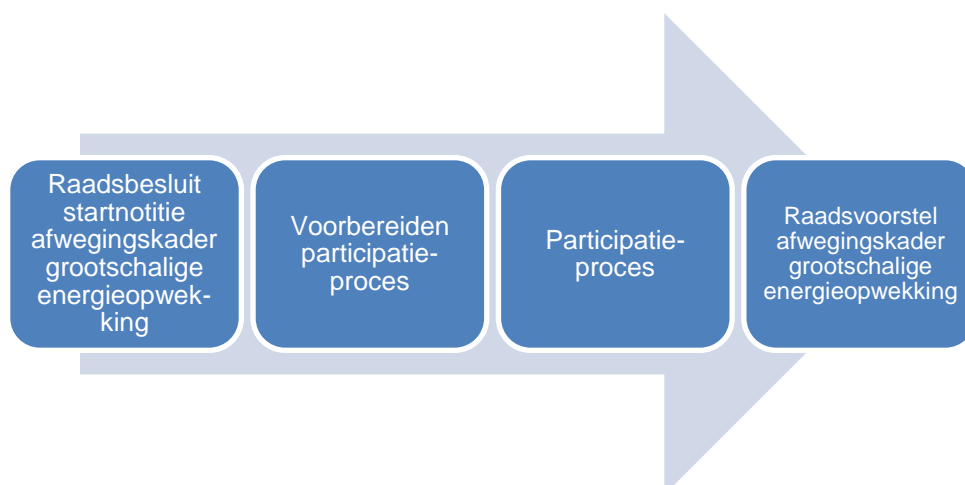 Raadsbesluit
startnotitie
afwegingskader
grootschalige
energieopwek-
king
Voorbereiden
participatie-
proces
Participatie-
proces
Raadsvoorstel
afwegingskader
grootschalige
energieopwekking